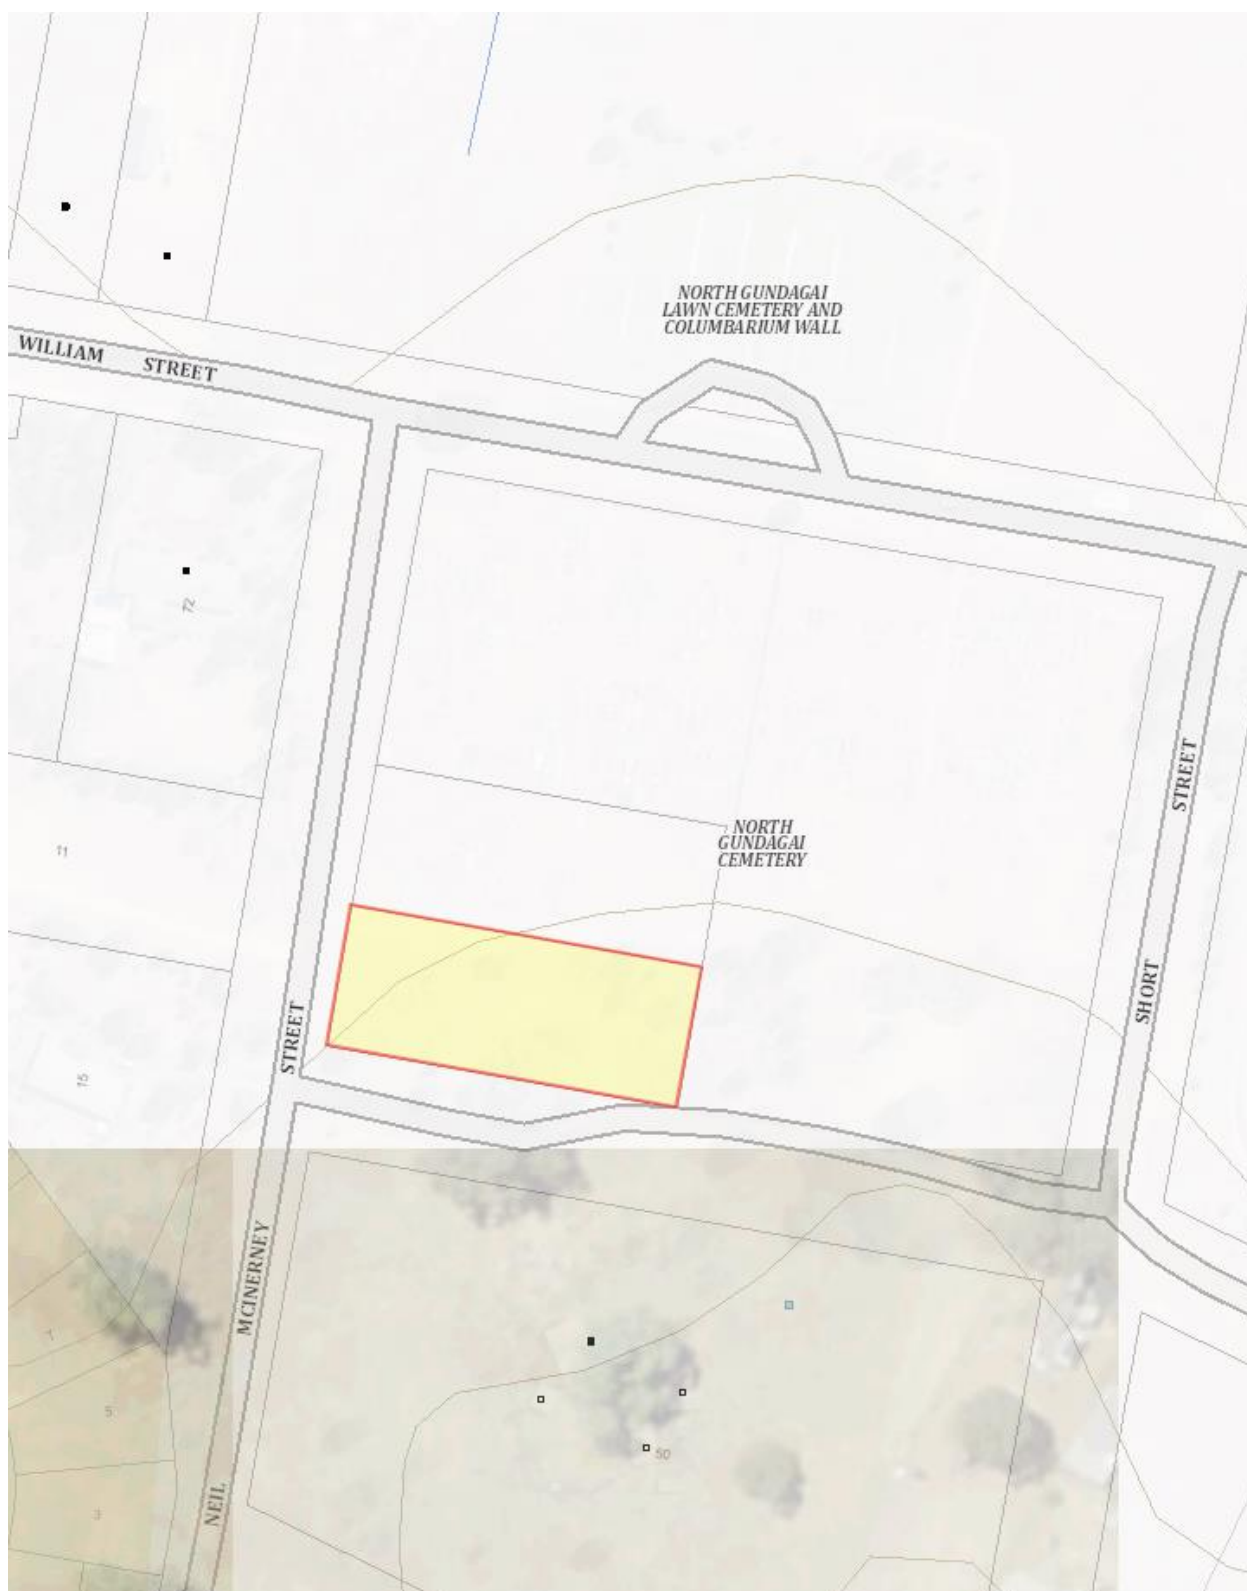 NORTH GUNDAGAI
LAWN CEMETERY AND
COLUMBARIUM WALL
WILLIAM STREET
72
STREET
NORTH
GUNDAGAI
CEMETERY
11
SHORT
STREET
15
MCINERNEY
7
5
50
3
NEIL